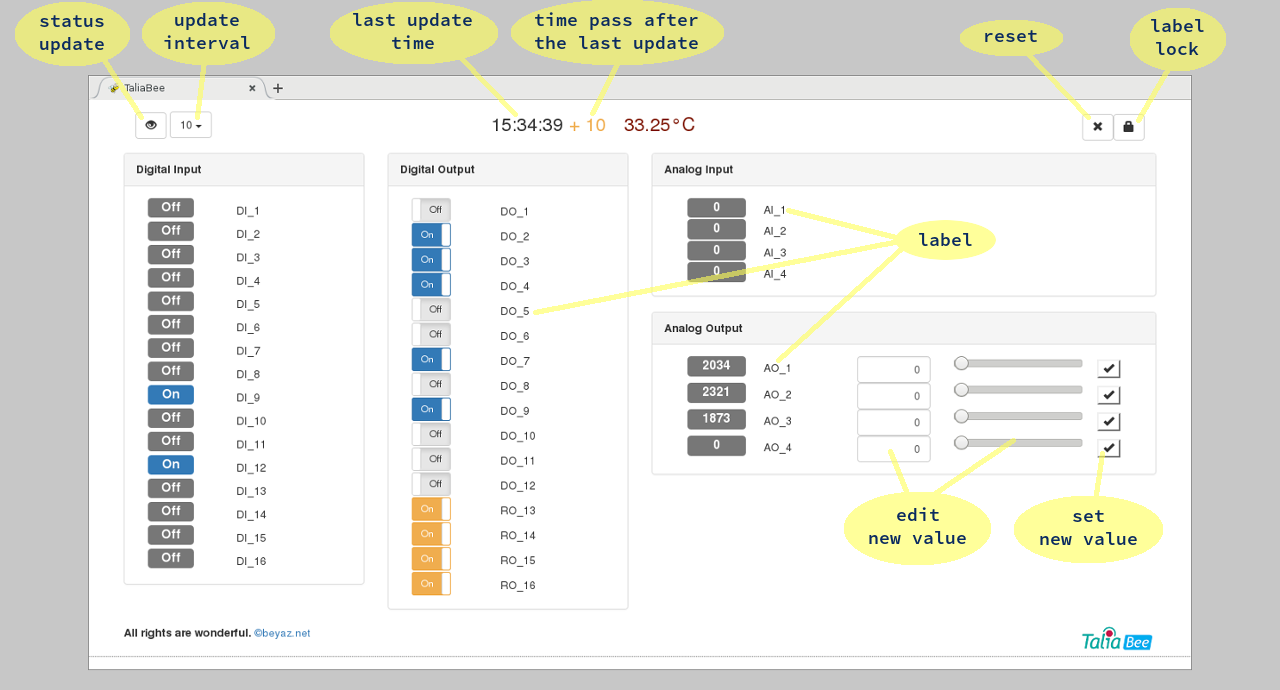 status
update
update
interval
last update
time
time pass after
the last update
reset
label
lock
TaliaBee
10
15:34:39 + 10 33.25°C
Digital Input
Off DI_1
Off DI_2
Off DI_3
Off DI_4
Off DI_5
Off DI_6
Off DI_7
Off DI_8
On DI_9
Off DI_10
Off DI_11
On DI_12
Off DI_13
Off DI_14
Off DI_15
Off DI_16
Digital Output
Off DO_1
On DO_2
On DO_3
On DO_4
Off DO_5
Off DO_6
On DO_7
Off DO_8
On DO_9
Off DO_10
Off DO_11
Off DO_12
On RO_13
On RO_14
On RO_15
On RO_16
Analog Input
0 AI_1
0 AI_2
0 AI_3
0 AI_4
label
Analog Output
2034 AO_1 0
2321 AO_2 0
1873 AO_3 0
0 AO_4 0
edit
new value
set
new value
All rights are wonderful. ©beyaz.net
Talia Bee